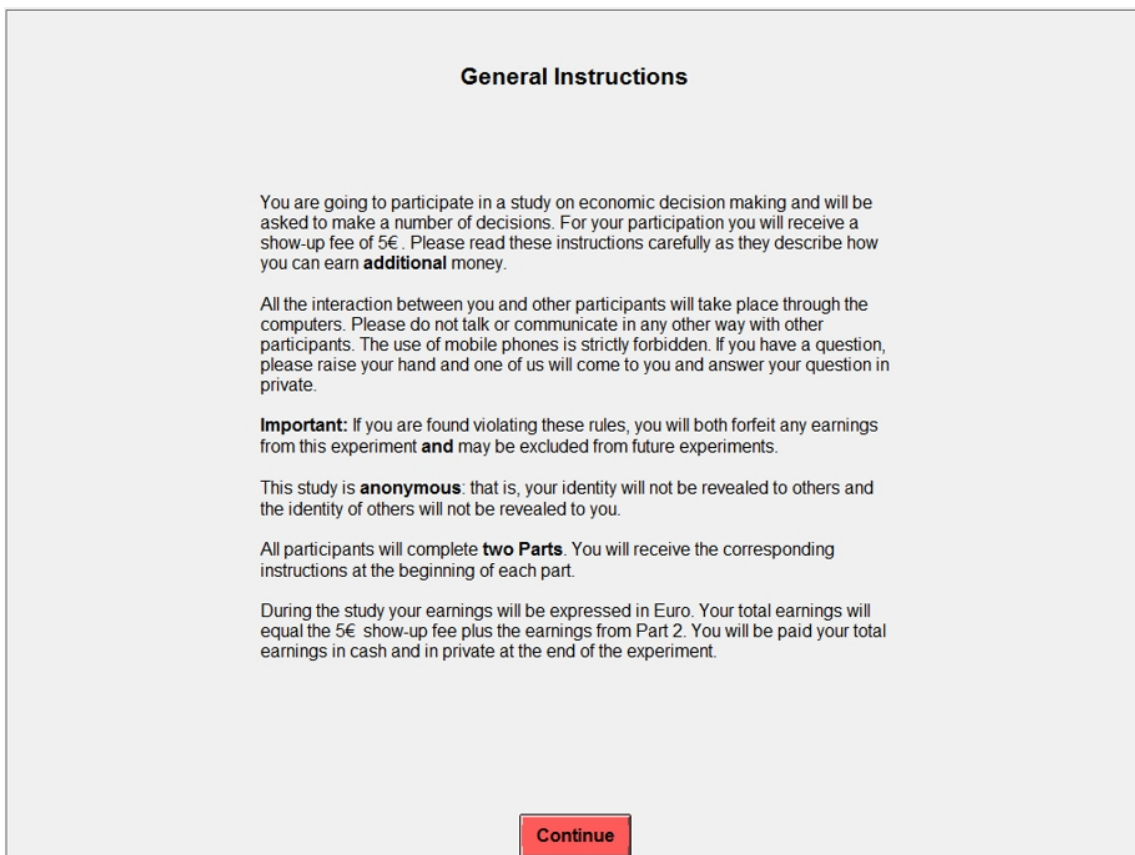 General Instructions
You are going to participate in a study on economic decision making and will be
asked to make a number of decisions. For your participation you will receive a
show-up fee of 5€ . Please read these instructions carefully as they describe how
you can earn additional money.
All the interaction between you and other participants will take place through the
computers. Please do not talk or communicate in any other way with other
participants. The use of mobile phones is strictly forbidden. If you have a question,
please raise your hand and one of us will come to you and answer your question in
private.
Important: If you are found violating these rules, you will both forfeit any earnings
from this experiment and may be excluded from future experiments.
This study is anonymous: that is, your identity will not be revealed to others and
the identity of others will not be revealed to you.
All participants will complete two Parts. You will receive the corresponding
instructions at the beginning of each part.
During the study your earnings will be expressed in Euro. Your total earnings will
equal the 5€ show-up fee plus the earnings from Part 2. You will be paid your total
earnings in cash and in private at the end of the experiment.
Continue